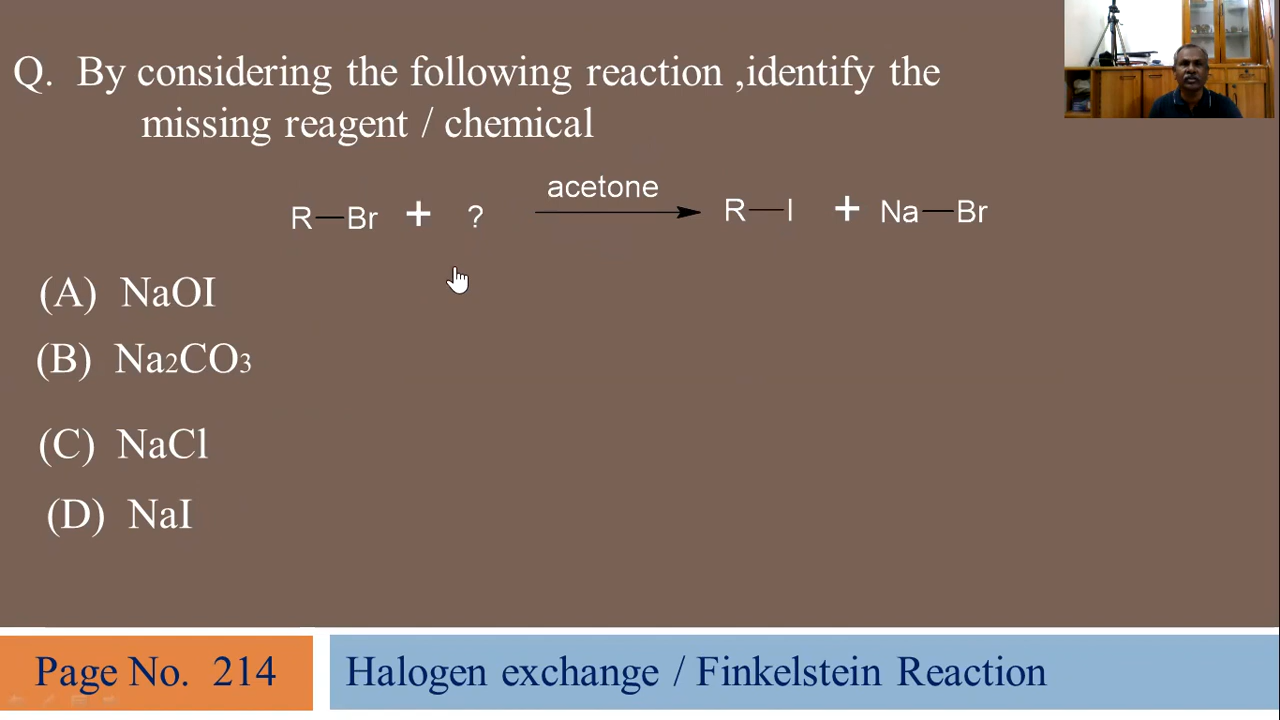 Q. By considering the following reaction ,identify the
missing reagent / chemical
acetone
R—Br + ? R—I + Na—Br
(A) NaOI
(B) Na2CO3
(C) NaCl
(D) NaI
Page No. 214
Halogen exchange / Finkelstein Reaction